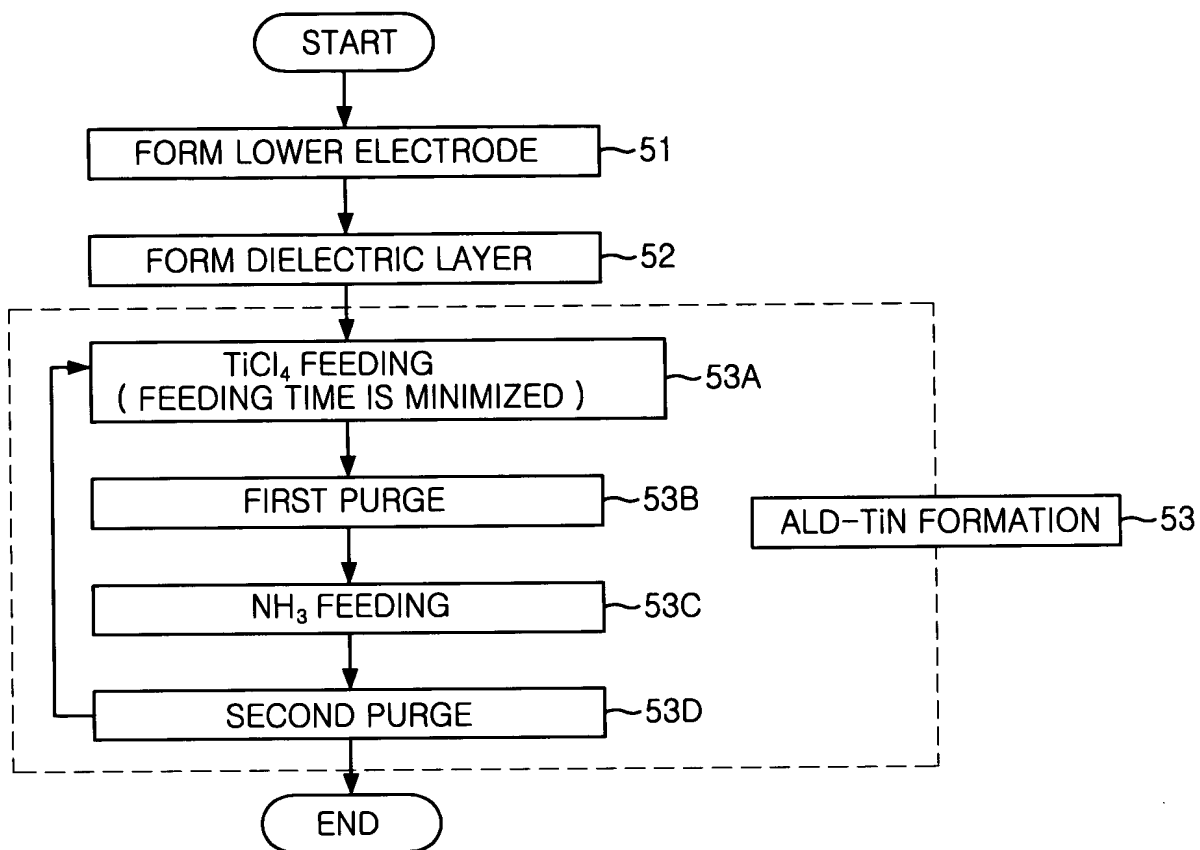 START
FORM LOWER ELECTRODE
51
FORM DIELECTRIC LAYER
52
TiCl₄ FEEDING
( FEEDING TIME IS MINIMIZED )
53A
FIRST PURGE
53B
ALD-TiN FORMATION
53
NH₃ FEEDING
53C
SECOND PURGE
53D
END